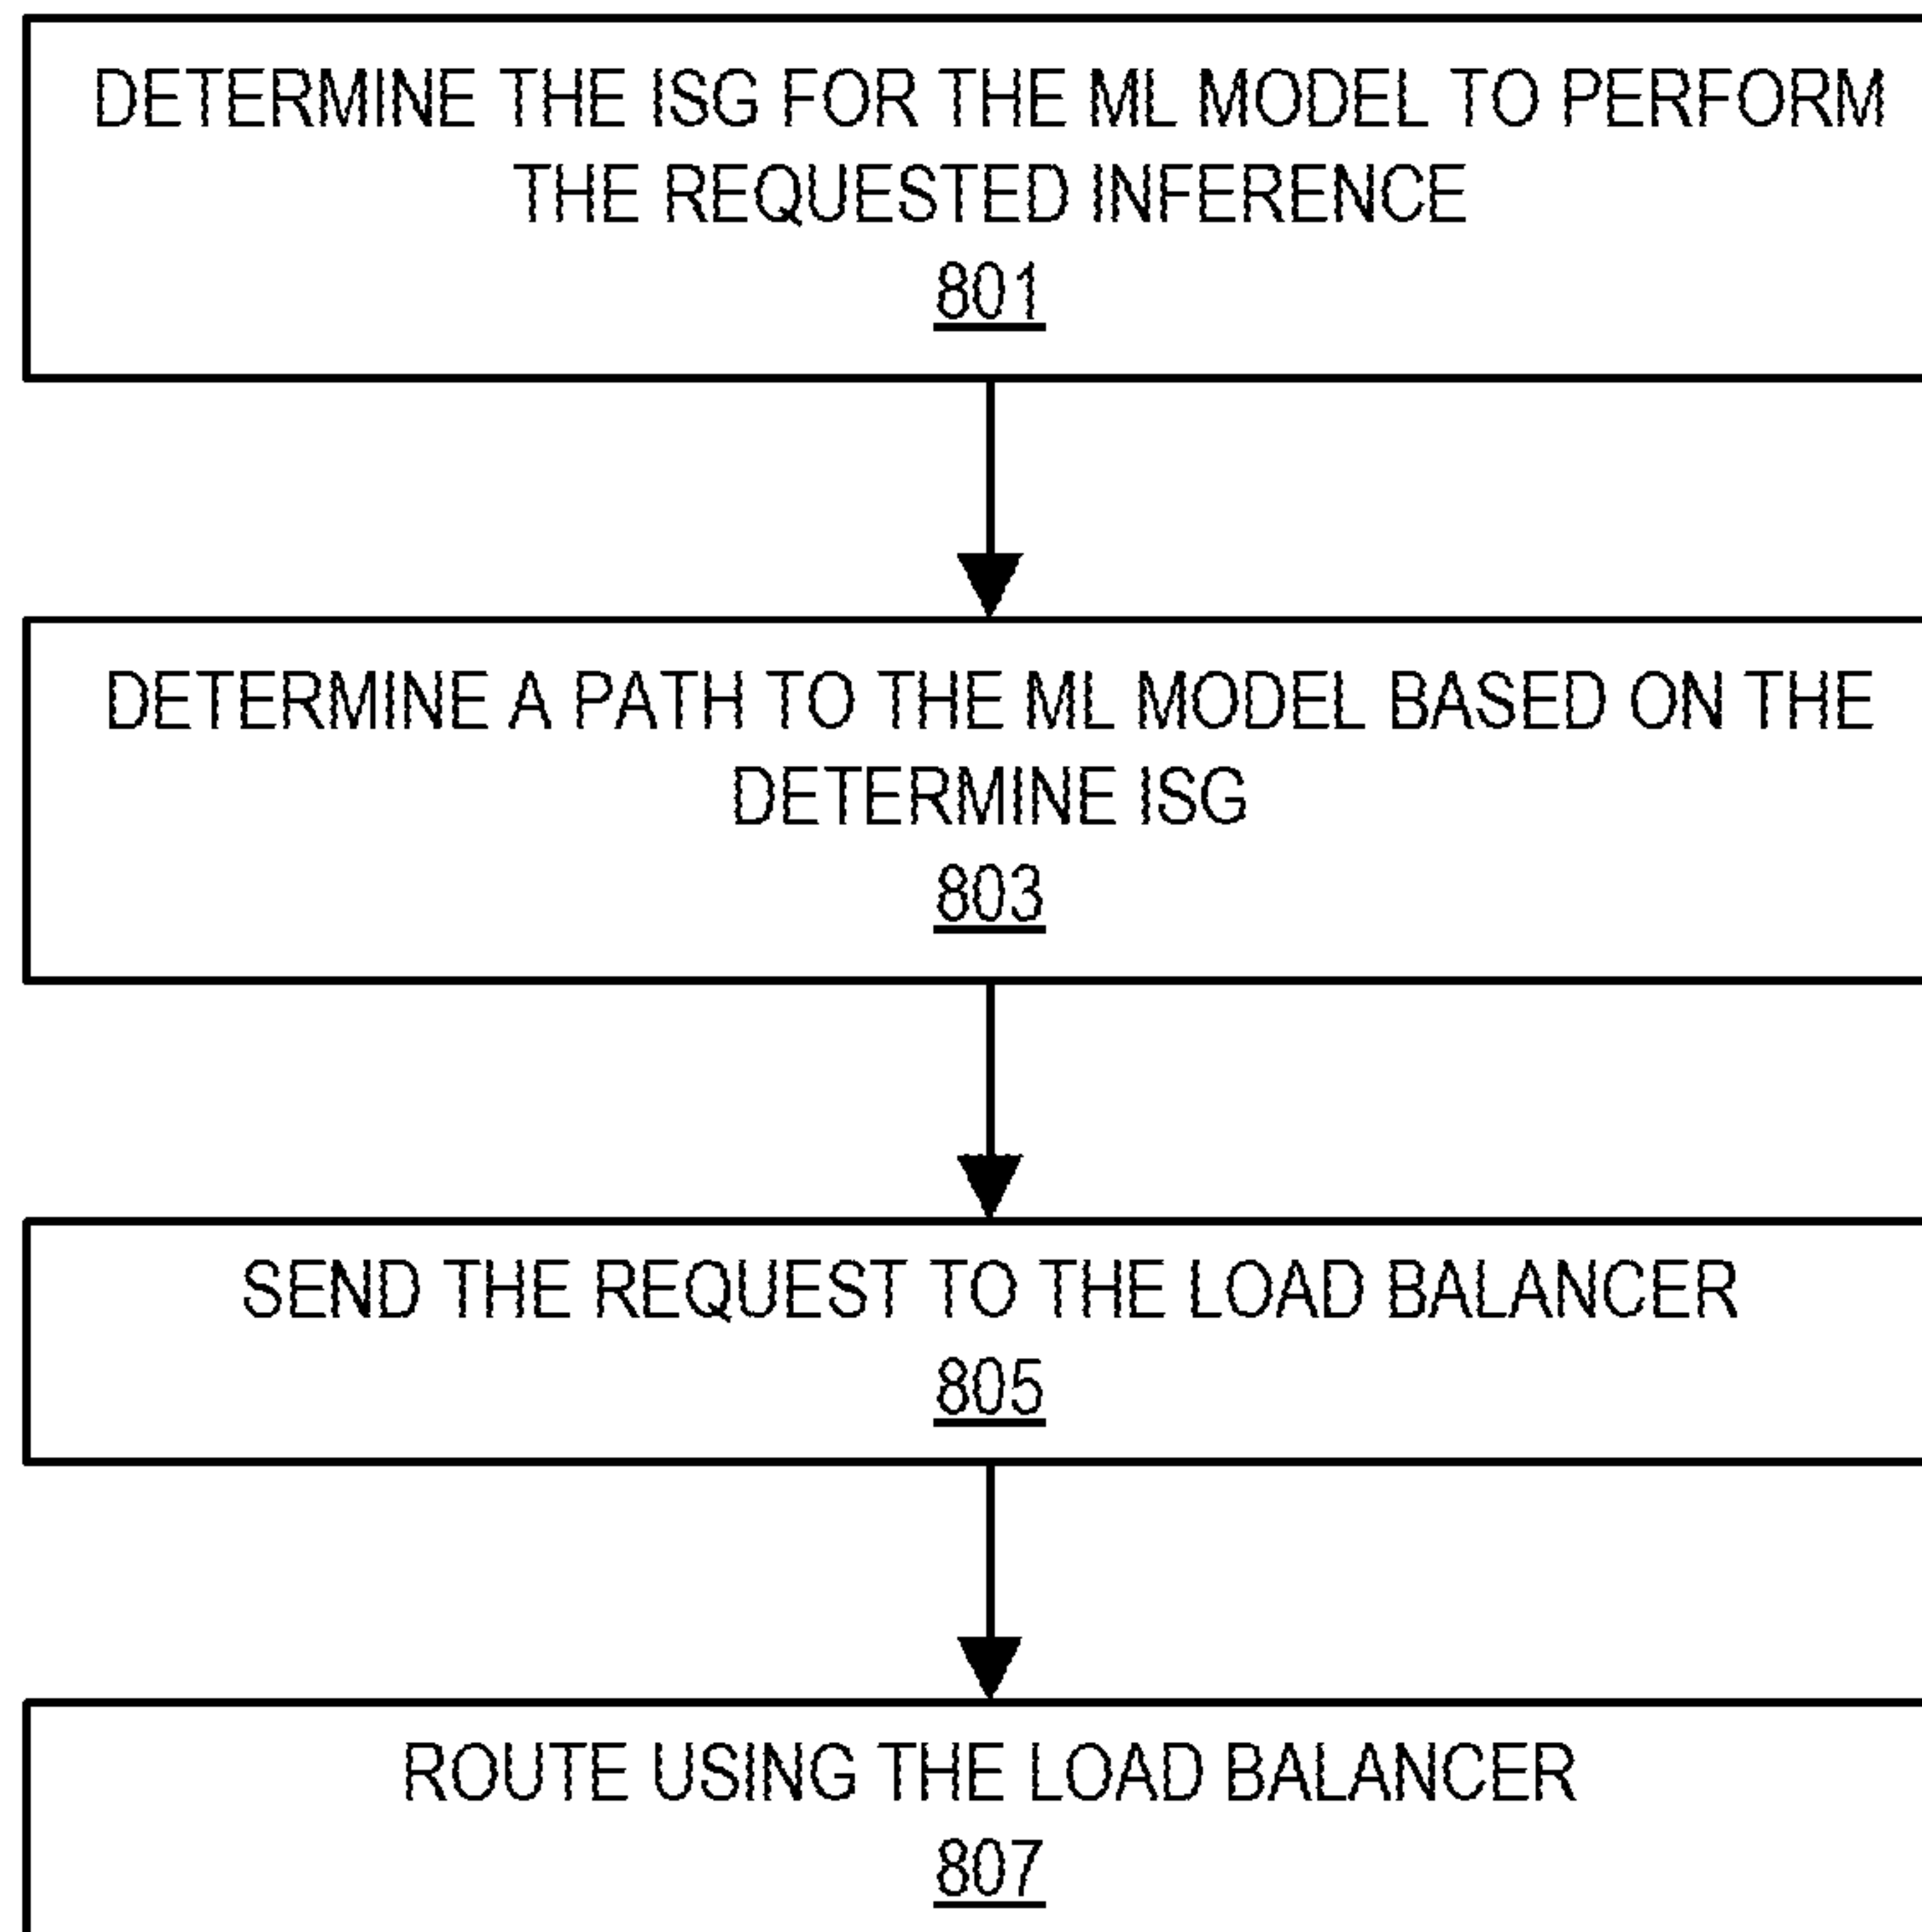 DETERMINE THE ISG FOR THE ML MODEL TO PERFORM
THE REQUESTED INFERENCE
801
DETERMINE A PATH TO THE ML MODEL BASED ON THE
DETERMINE ISG
803
SEND THE REQUEST TO THE LOAD BALANCER
805
ROUTE USING THE LOAD BALANCER
807